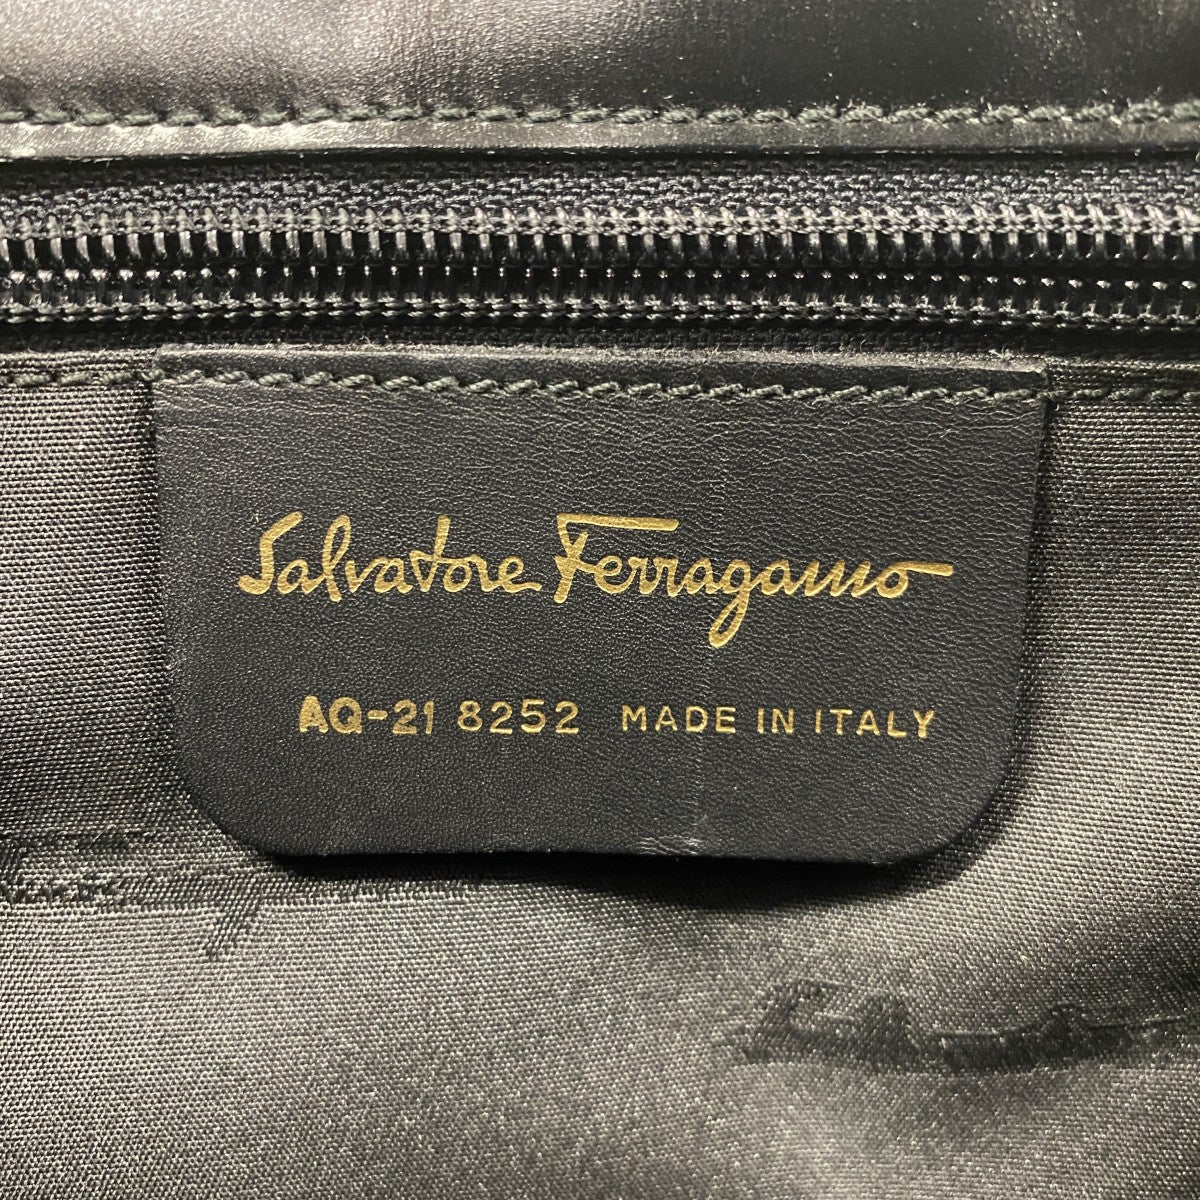 Salvatore Ferragamo
AQ-21 8252 MADE IN ITALY